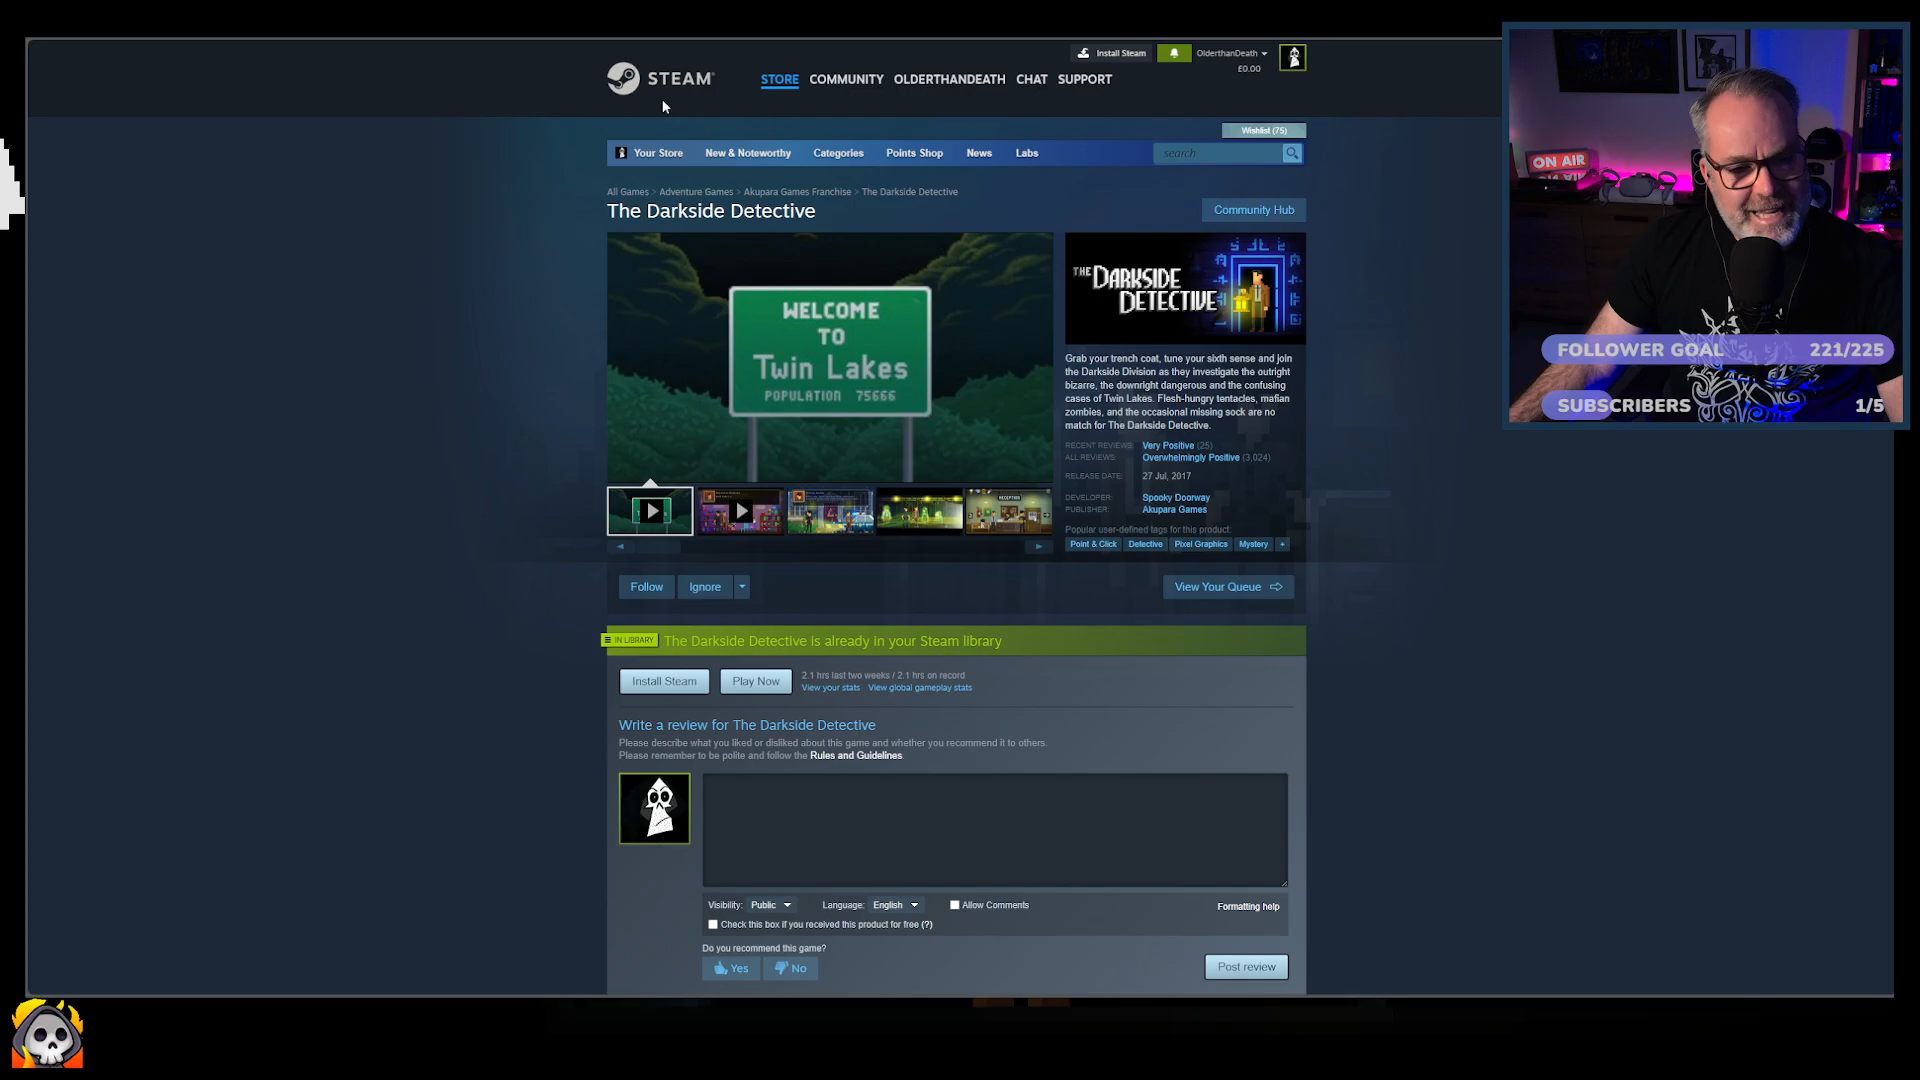 Install Steam
OlderthanDeath
£0.00
STEAM
STORE COMMUNITY OLDERTHANDEATH CHAT SUPPORT
Wishlist (75)
Your Store New & Noteworthy Categories Points Shop News Labs search
All Games > Adventure Games > Akupara Games Franchise > The Darkside Detective
The Darkside Detective
Community Hub
WELCOME
TO
Twin Lakes
POPULATION 75666
THE DARKSIDE
DETECTIVE
Grab your trench coat, tune your sixth sense and join
the Darkside Division as they investigate the outright
bizarre, the downright dangerous and the confusing
cases of Twin Lakes. Flesh-hungry tentacles, mafian
zombies, and the occasional missing sock are no
match for The Darkside Detective.
RECENT REVIEWS: Very Positive (25)
ALL REVIEWS: Overwhelmingly Positive (3,024)
RELEASE DATE: 27 Jul, 2017
DEVELOPER: Spooky Doorway
PUBLISHER: Akupara Games
Popular user-defined tags for this product:
Point & Click Detective Pixel Graphics Mystery +
RECEPTION
Follow Ignore View Your Queue
IN LIBRARY The Darkside Detective is already in your Steam library
Install Steam Play Now
2.1 hrs last two weeks / 2.1 hrs on record
View your stats View global gameplay stats
Write a review for The Darkside Detective
Please describe what you liked or disliked about this game and whether you recommend it to others.
Please remember to be polite and follow the Rules and Guidelines.
Visibility: Public Language: English Allow Comments Formatting help
Check this box if you received this product for free (?)
Do you recommend this game?
Yes No Post review
ON AIR
FOLLOWER GOAL 221/225
SUBSCRIBERS 1/5